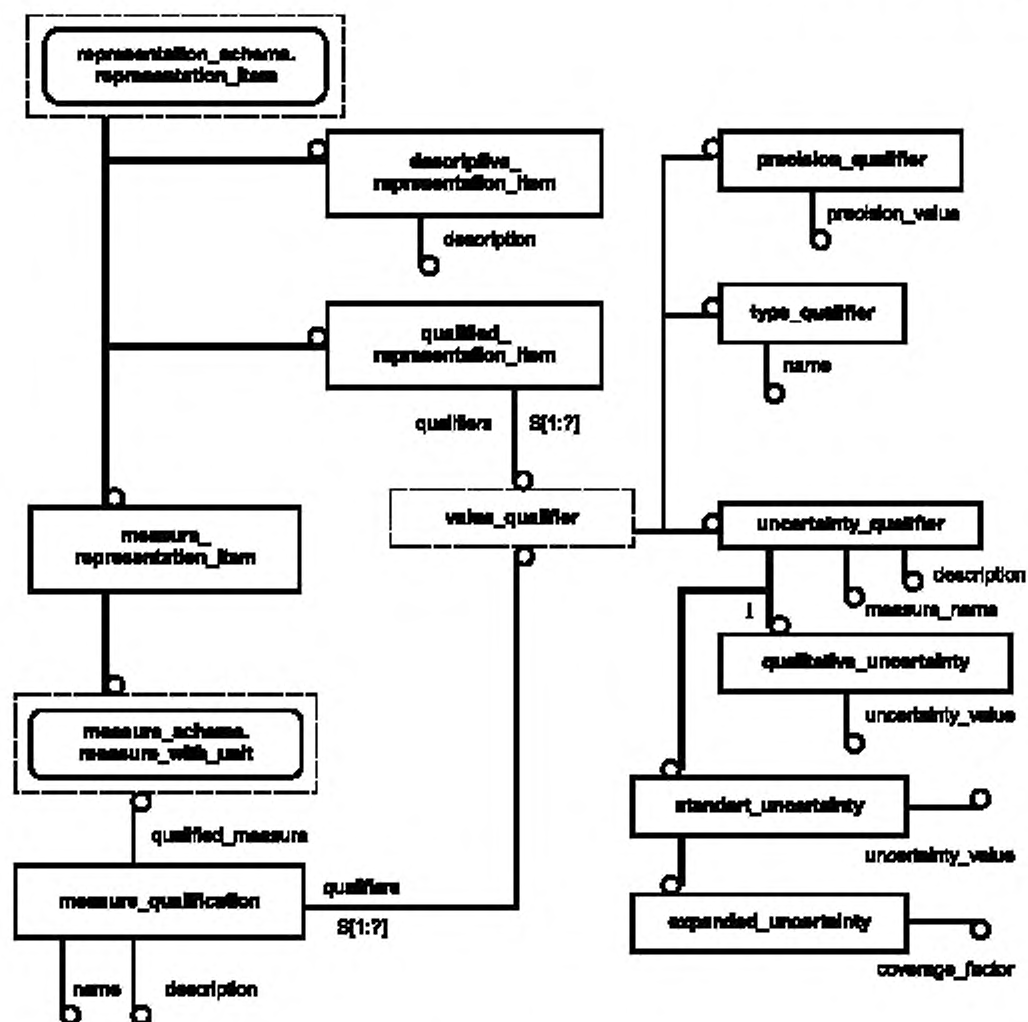 representation_schema.
representation_item
descriptive_
representation_item
description
precision_qualifier
precision_value
type_qualifier
name
qualified_
representation_item
qualifiers
S[1:?]
value_qualifier
measure_
representation_item
uncertainty_qualifier
description
measure_name
1
qualitative_uncertainty
uncertainty_value
measure_schema.
measure_with_unit
standart_uncertainty
uncertainty_value
qualified_measure
measure_qualification
qualifiers
S[1:?]
expanded_uncertainty
coverage_factor
name
description